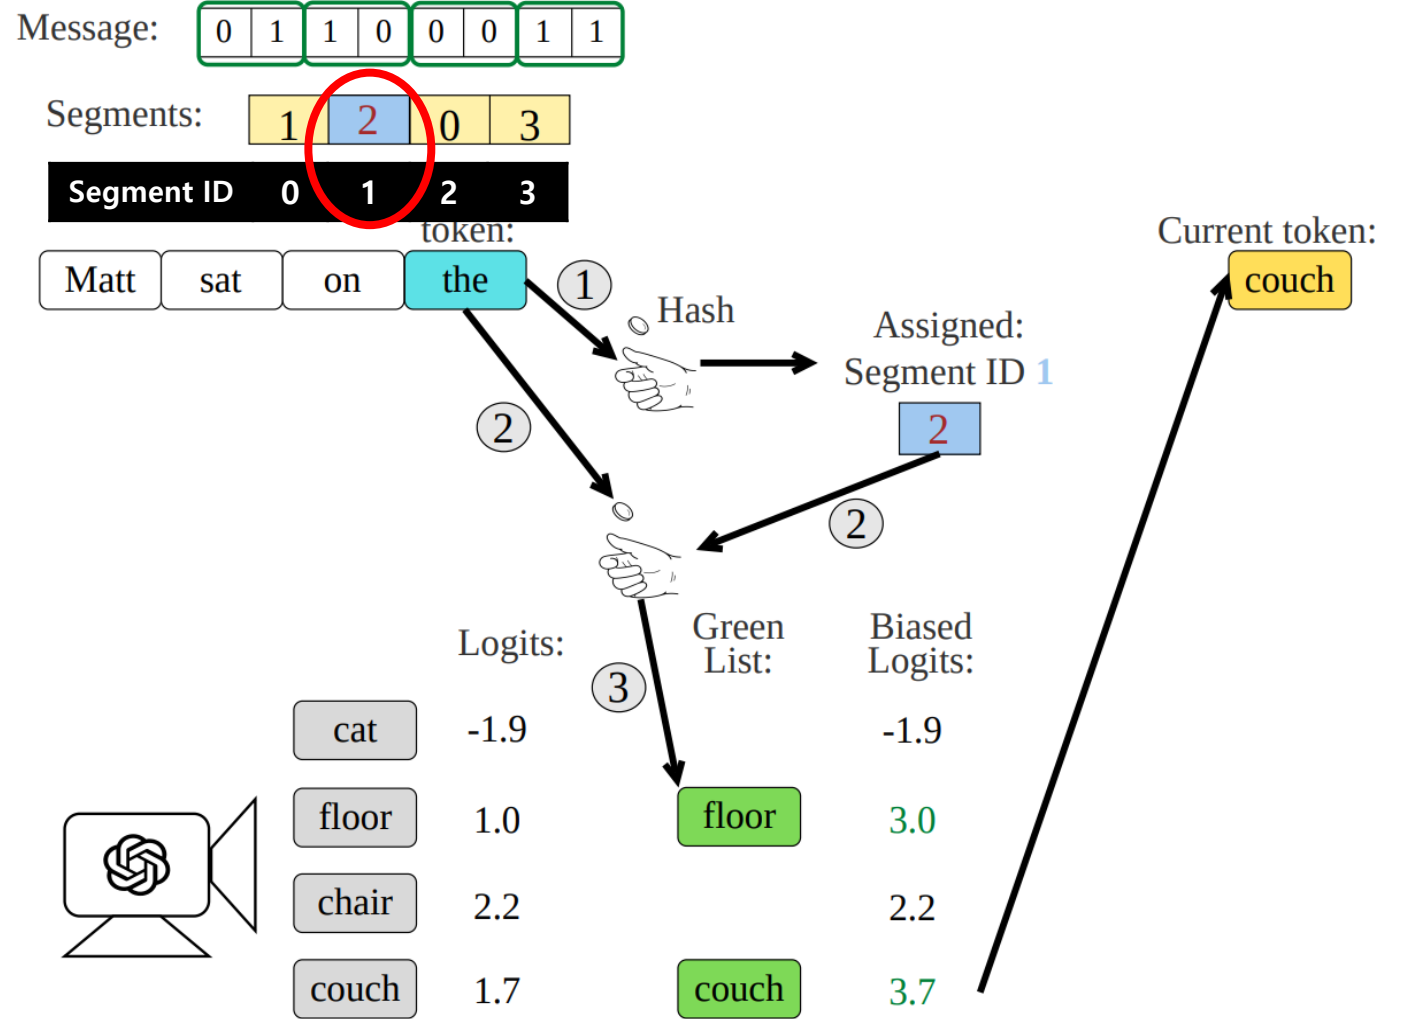 Message: 0 1 1 0 0 0 1 1
Segments: 1 2 0 3
Segment ID 0 1 2 3
token:
Current token:
Matt sat on the
couch
1
Hash
Assigned:
Segment ID 1
2
2
2
Logits:
Green
List:
Biased
Logits:
3
cat -1.9 -1.9
floor 1.0 floor 3.0
chair 2.2 2.2
couch 1.7 couch 3.7